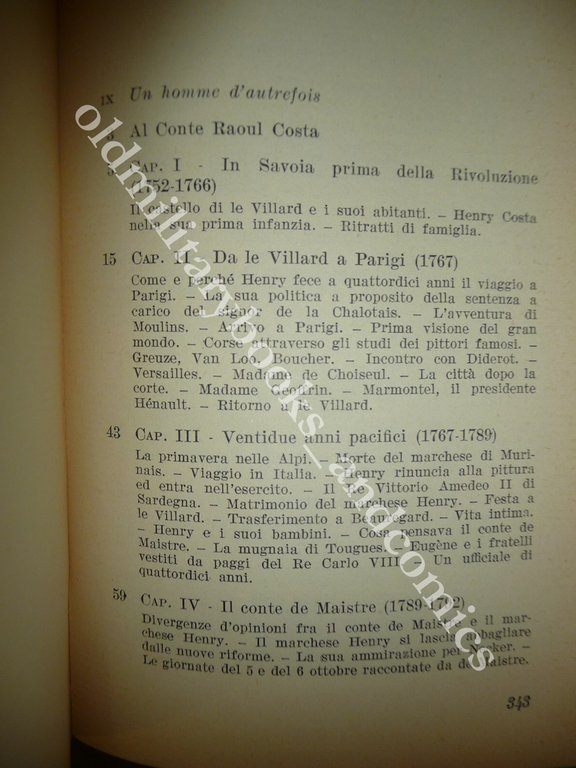 IX Un homme d'autrefois
3 Al Conte Raoul Costa
5 CAP. I - In Savoia prima della Rivoluzione
(1752-1766)
Il castello di le Villard e i suoi abitanti. – Henry Costa
nella sua prima infanzia. – Ritratti di famiglia.
15 CAP. II - Da le Villard a Parigi (1767)
Come e perché Henry fece a quattordici anni il viaggio a
Parigi. – La sua politica a proposito della sentenza a
carico del signor de la Chalotais. – L'avventura di
Moulins. – Arrivo a Parigi. – Prima visione del gran
mondo. – Corse attraverso gli studi dei pittori famosi. –
Greuze, Van Loo, Boucher. – Incontro con Diderot. –
Versailles. – Madame de Choiseul. – La città dopo la
corte. – Madame Geoffrin. – Marmontel, il presidente
Hénault. – Ritorno a le Villard.
43 CAP. III - Ventidue anni pacifici (1767-1789)
La primavera nelle Alpi. – Morte del marchese di Muri-
nais. – Viaggio in Italia. – Henry rinuncia alla pittura
ed entra nell'esercito. – Il Re Vittorio Amedeo II di
Sardegna. – Matrimonio del marchese Henry. – Festa a
le Villard. – Trasferimento a Beauregard. – Vita intima.
– Henry e i suoi bambini. – Cosa pensava il conte de
Maistre. – La mugnaia di Tougues. – Eugène e i fratelli
vestiti da paggi del Re Carlo VIII. – Un ufficiale di
quattordici anni.
59 CAP. IV - Il conte de Maistre (1789-1792)
Divergenze d'opinioni fra il conte de Maistre e il mar-
chese Henry. – Il marchese Henry si lascia abbagliare
dalle nuove riforme. – La sua ammirazione per Necker. –
Le giornate del 5 e del 6 ottobre raccontate da de Maistre.
343
oldmilitarybooks_andcomics